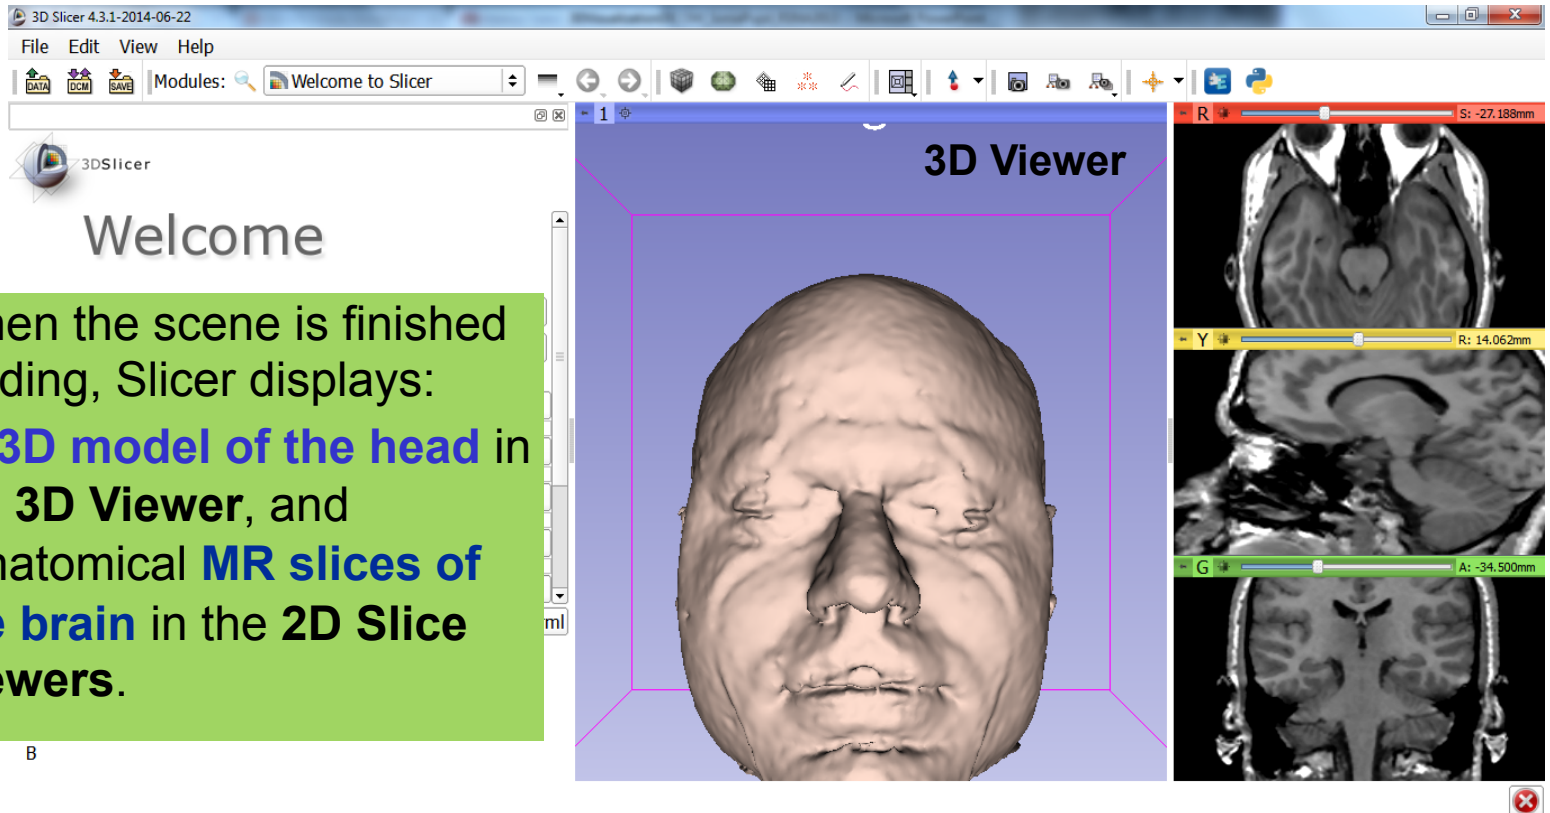 3D Slicer 4.3.1-2014-06-22
File Edit View Help
DATA DCM SAVE Modules: Welcome to Slicer
1
R S: -27.188mm
3DSlicer
3D Viewer
Welcome
hen the scene is finished
ding, Slicer displays:
3D model of the head in
3D Viewer, and
natomical MR slices of
e brain in the 2D Slice
ewers.
ml
B
Y R: 14.062mm
G A: -34.500mm